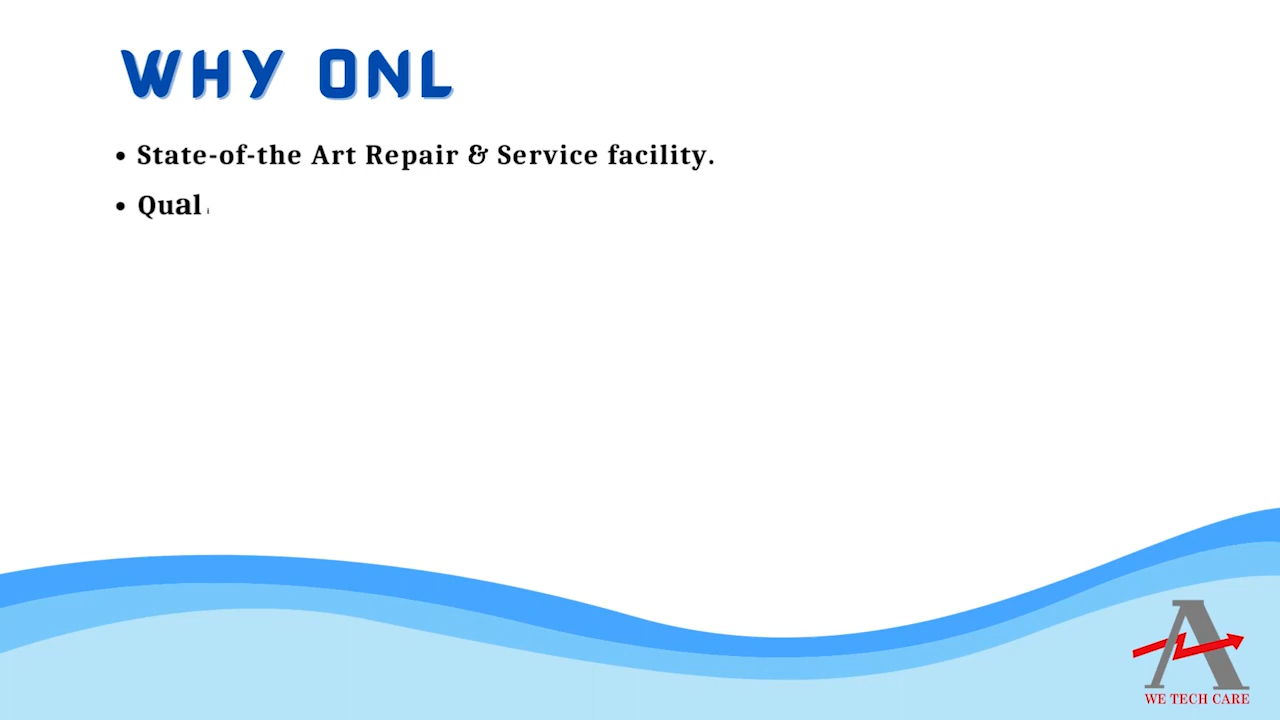 WHY ONL
• State-of-the Art Repair & Service facility.
• Qual
WE TECH CARE